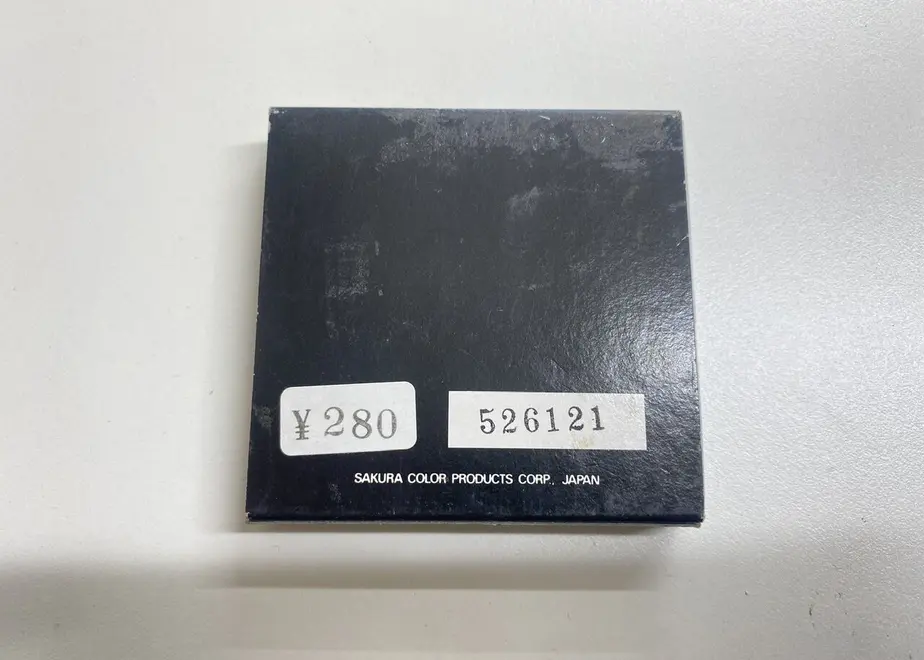 ¥280
526121
SAKURA COLOR PRODUCTS CORP., JAPAN